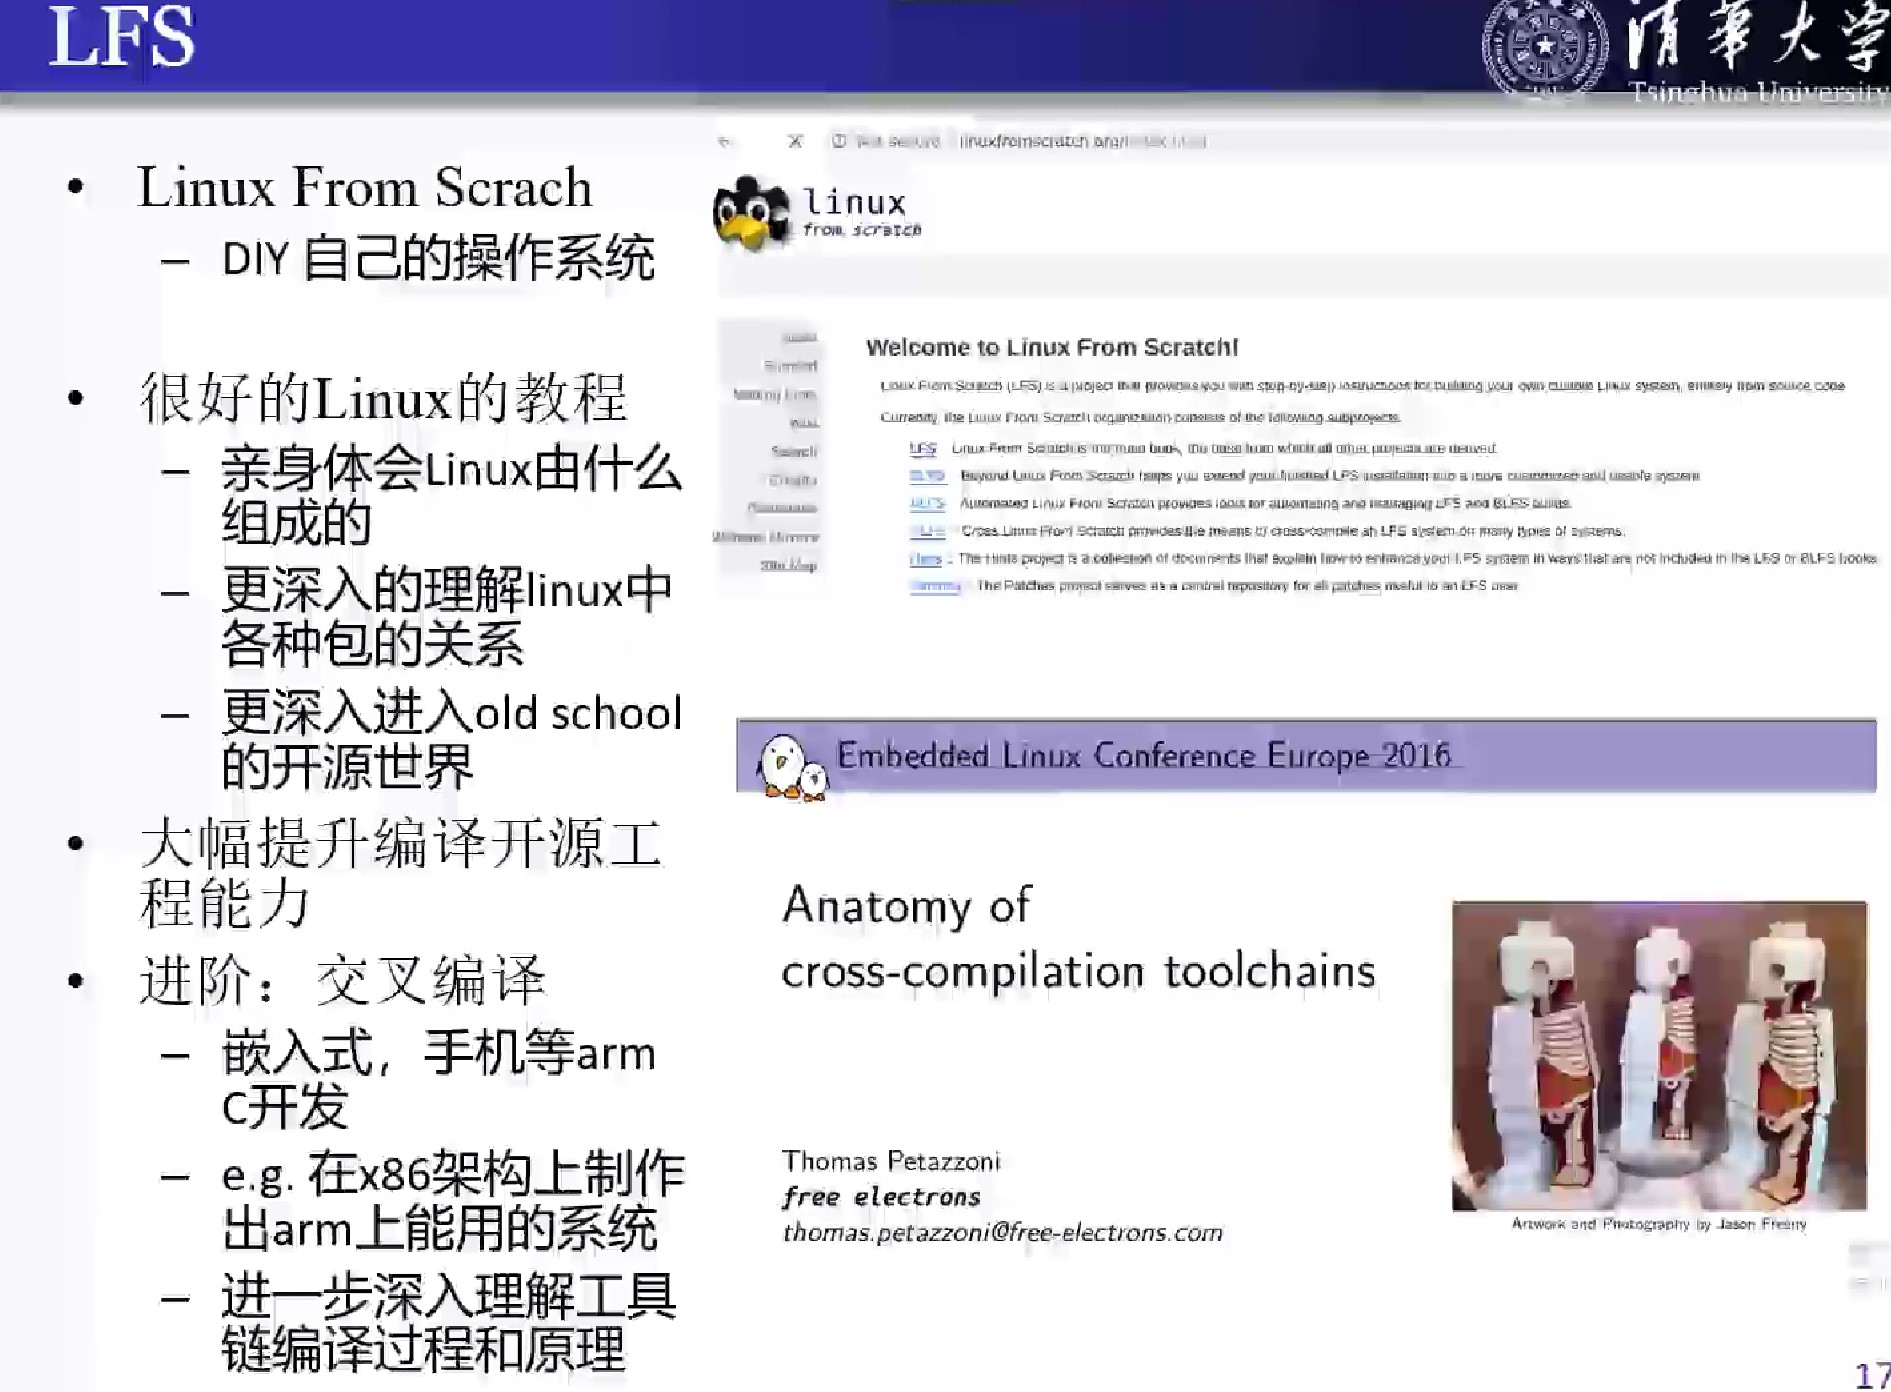 LFS
清华大学
Tsinghua University
• Linux From Scrach
– DIY 自己的操作系统
• 很好的Linux的教程
– 亲身体会Linux由什么
组成的
– 更深入的理解linux中
各种包的关系
– 更深入进入old school
的开源世界
• 大幅提升编译开源工
程能力
• 进阶：交叉编译
– 嵌入式，手机等arm
C开发
– e.g. 在x86架构上制作
出arm上能用的系统
– 进一步深入理解工具
链编译过程和原理
linuxfromscratch.org/index.html
linux
from scratch
Search
Site Map
Welcome to Linux From Scratch!
Linux From Scratch (LFS) is a project that provides you with step-by-step instructions for building your own custom Linux system, entirely from source code
Currently, the Linux From Scratch organization consists of the following subprojects.
LFS Linux From Scratch is the main book, the base from which all other projects are derived
Beyond Linux From Scratch helps you extend your finished LFS installation into a more customized and usable system
Automated Linux From Scratch provides tools for automating and managing LFS and BLFS builds.
Cross Linux From Scratch provides the means to cross-compile an LFS system on many types of systems.
Hints : The Hints project is a collection of documents that explain how to enhance your LFS system in ways that are not included in the LFS or BLFS books
The Patches project serves as a central repository for all patches useful to an LFS user
Embedded Linux Conference Europe 2016
Anatomy of
cross-compilation toolchains
Thomas Petazzoni
free electrons
thomas.petazzoni@free-electrons.com
Artwork and Photography by Jason Freeny
17